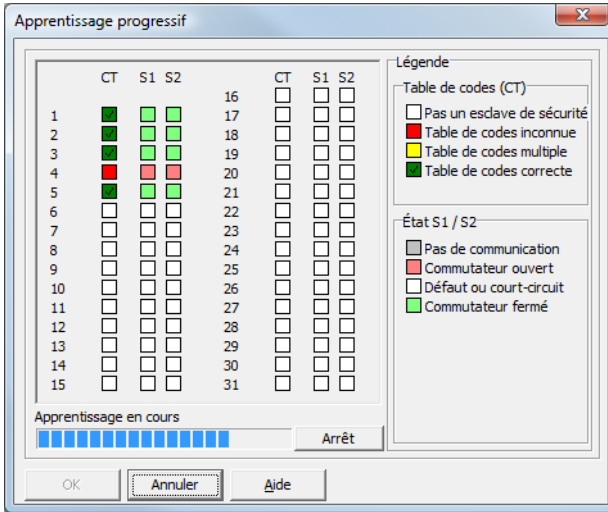 Apprentissage progressif
CT S1 S2 CT S1 S2
16
1 17
2 18
3 19
4 20
5 21
6 22
7 23
8 24
9 25
10 26
11 27
12 28
13 29
14 30
15 31
Légende
Table de codes (CT)
Pas un esclave de sécurité
Table de codes inconnue
Table de codes multiple
Table de codes correcte
État S1 / S2
Pas de communication
Commutateur ouvert
Défaut ou court-circuit
Commutateur fermé
Apprentissage en cours
Arrêt
OK Annuler Aide